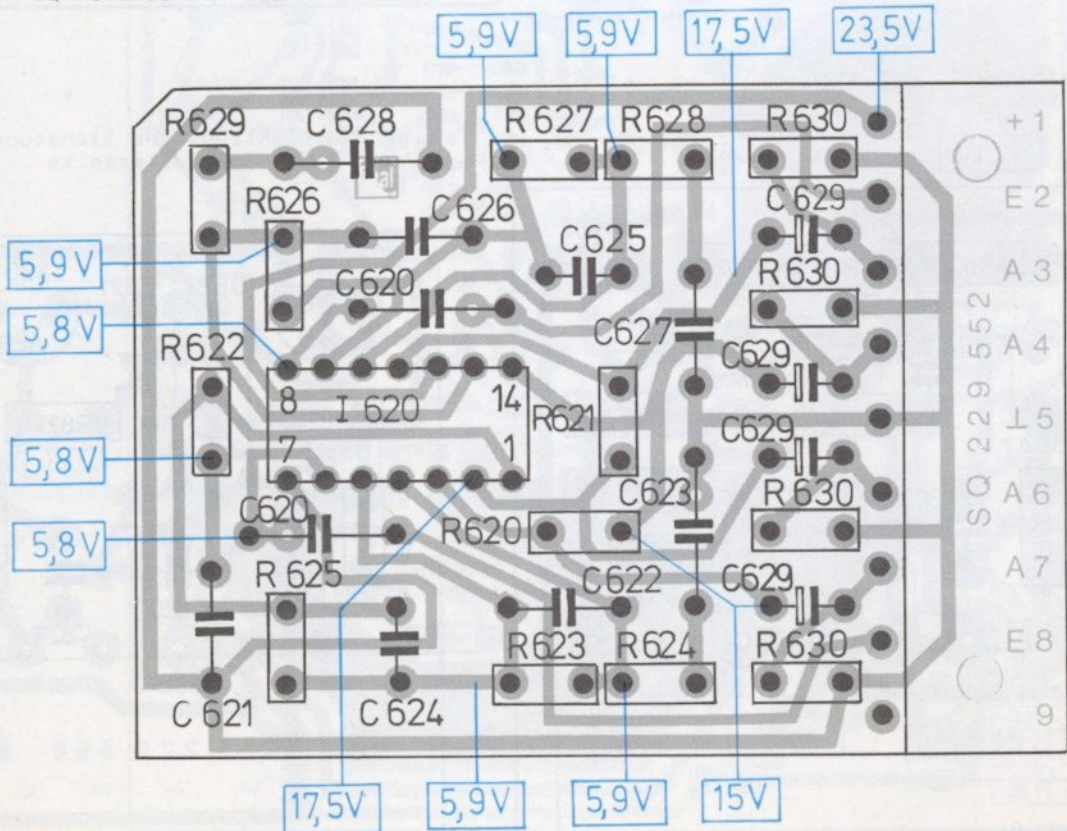 5,9V 5,9V 17,5V 23,5V
R629 C628 R627 R628 R630 +1
E2
R626 C626 C629
5,9V C625 A3
C620 R630
5,8V C627 A4
R622 C629
8 I 620 14 R621 ⊥5
5,8V 7 1 C629
C620 C623 R630 A6
5,8V R620
R625 C622 C629 A7
R623 R624 R630 E8
C621 C624 9
SQ 229 552
17,5V 5,9V 5,9V 15V